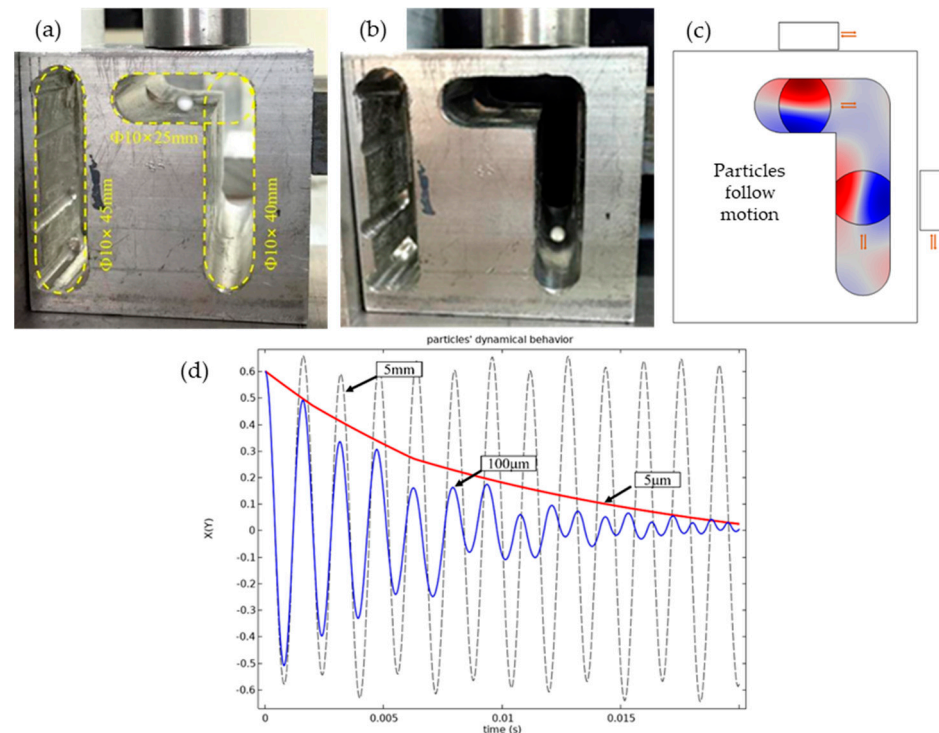 (a)
(b)
(c)
Φ10×25mm
Φ10×45mm
Φ10×40mm
Particles
follow
motion
(d)
particles' dynamical behavior
5mm
100μm
5μm
X(Y)
0.6
0.5
0.4
0.3
0.2
0.1
0
-0.1
-0.2
-0.3
-0.4
-0.5
-0.6
0
0.005
0.01
0.015
time (s)